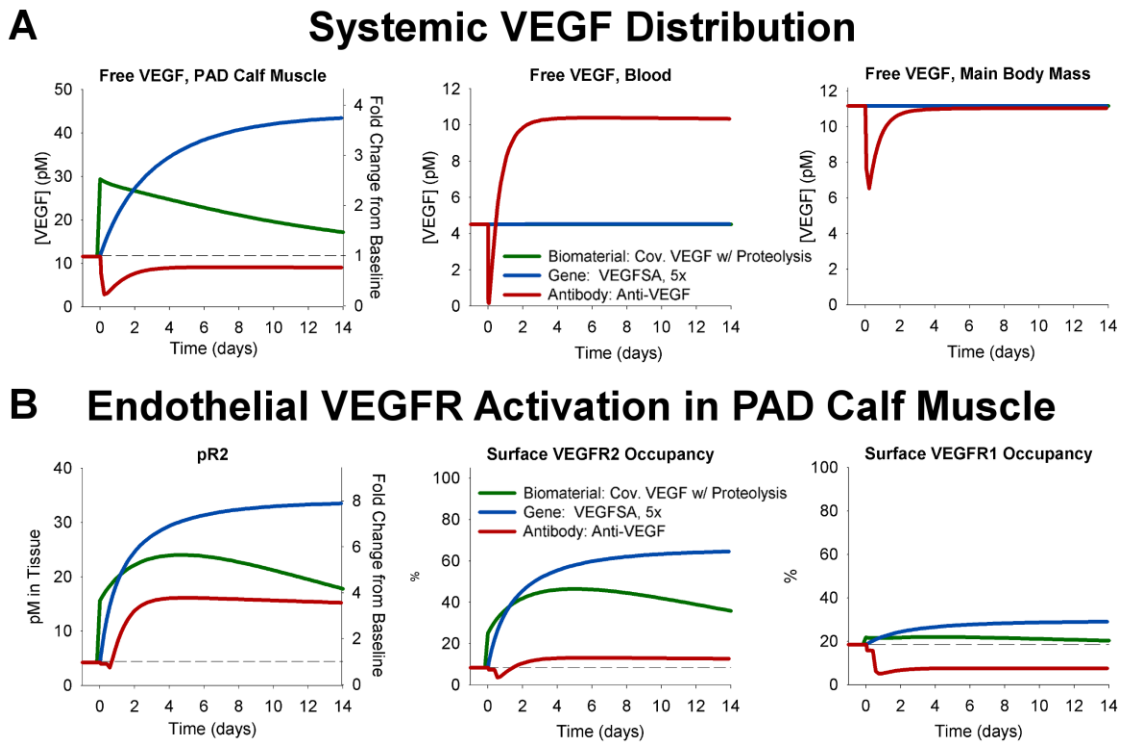 A Systemic VEGF Distribution
Free VEGF, PAD Calf Muscle
50
40
30
20
10
0
[VEGF] (pM)
4
3
2
1
0
Fold Change from Baseline
0 2 4 6 8 10 12 14
Time (days)
Free VEGF, Blood
12
10
8
6
4
2
0
[VEGF] (pM)
Biomaterial: Cov. VEGF w/ Proteolysis
Gene: VEGFSA, 5x
Antibody: Anti-VEGF
0 2 4 6 8 10 12 14
Time (days)
Free VEGF, Main Body Mass
12
10
8
6
4
2
0
[VEGF] (pM)
0 2 4 6 8 10 12 14
Time (days)
B Endothelial VEGFR Activation in PAD Calf Muscle
pR2
40
30
20
10
0
pM in Tissue
8
6
4
2
0
Fold Change from Baseline
0 2 4 6 8 10 12 14
Time (days)
Surface VEGFR2 Occupancy
100
80
60
40
20
0
%
Biomaterial: Cov. VEGF w/ Proteolysis
Gene: VEGFSA, 5x
Antibody: Anti-VEGF
0 2 4 6 8 10 12 14
Time (days)
Surface VEGFR1 Occupancy
100
80
60
40
20
0
%
0 2 4 6 8 10 12 14
Time (days)